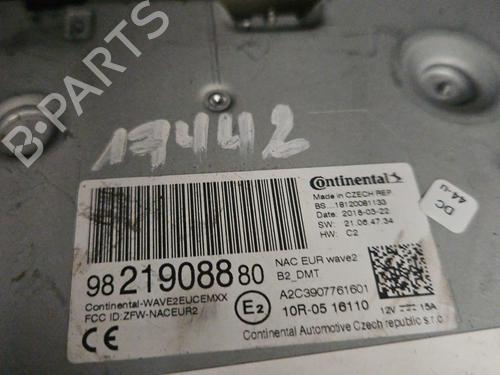 B-PARTS
17442
Continental
Made in CZECH REP.
BS...18120081133
Date: 2018-03-22
SW: 21.08.47.34
HW: C2
NAC EUR wave2
B2_DMT
98 219088 80
Continental-WAVE2EUCEMXX
FCC ID:ZFW-NACEUR2
A2C3907761601
E2
10R-05 16110
12V 15A
CE
Continental Automotive Czech republic s.r.o.
DC